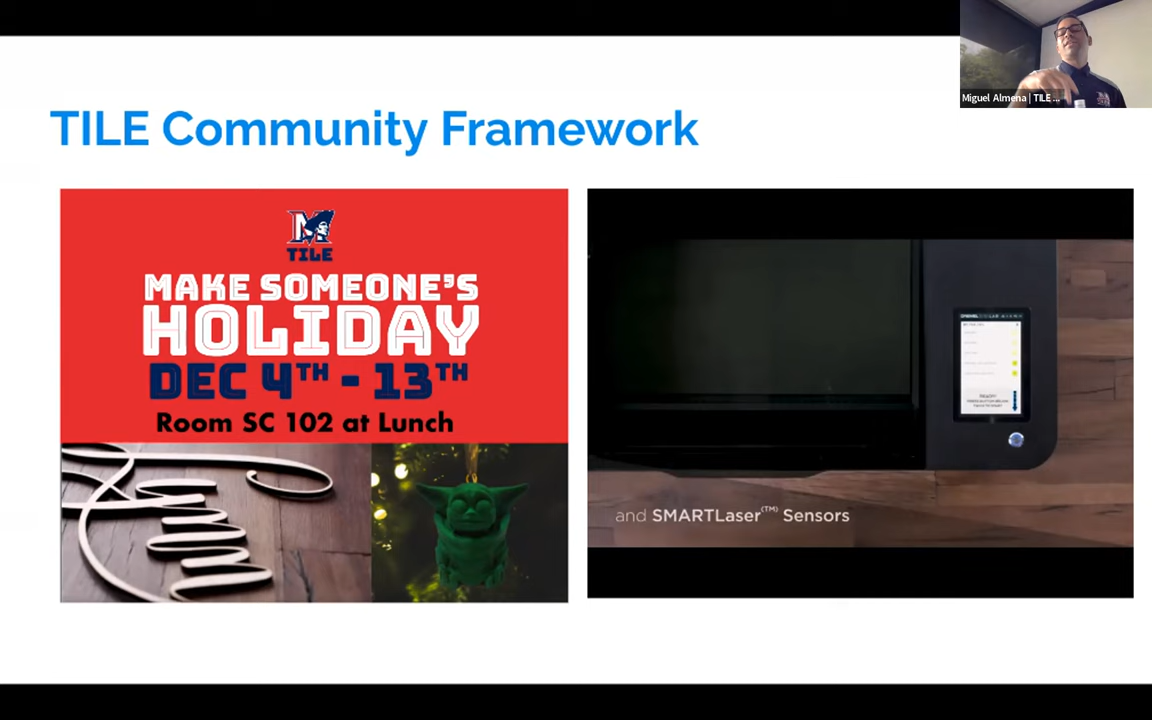 TILE Community Framework
Miguel Almena | TILE ...
M
TILE
MAKE SOMEONE'S
HOLIDAY
DEC 4TH - 13TH
Room SC 102 at Lunch
and SMARTLaser(TM) Sensors